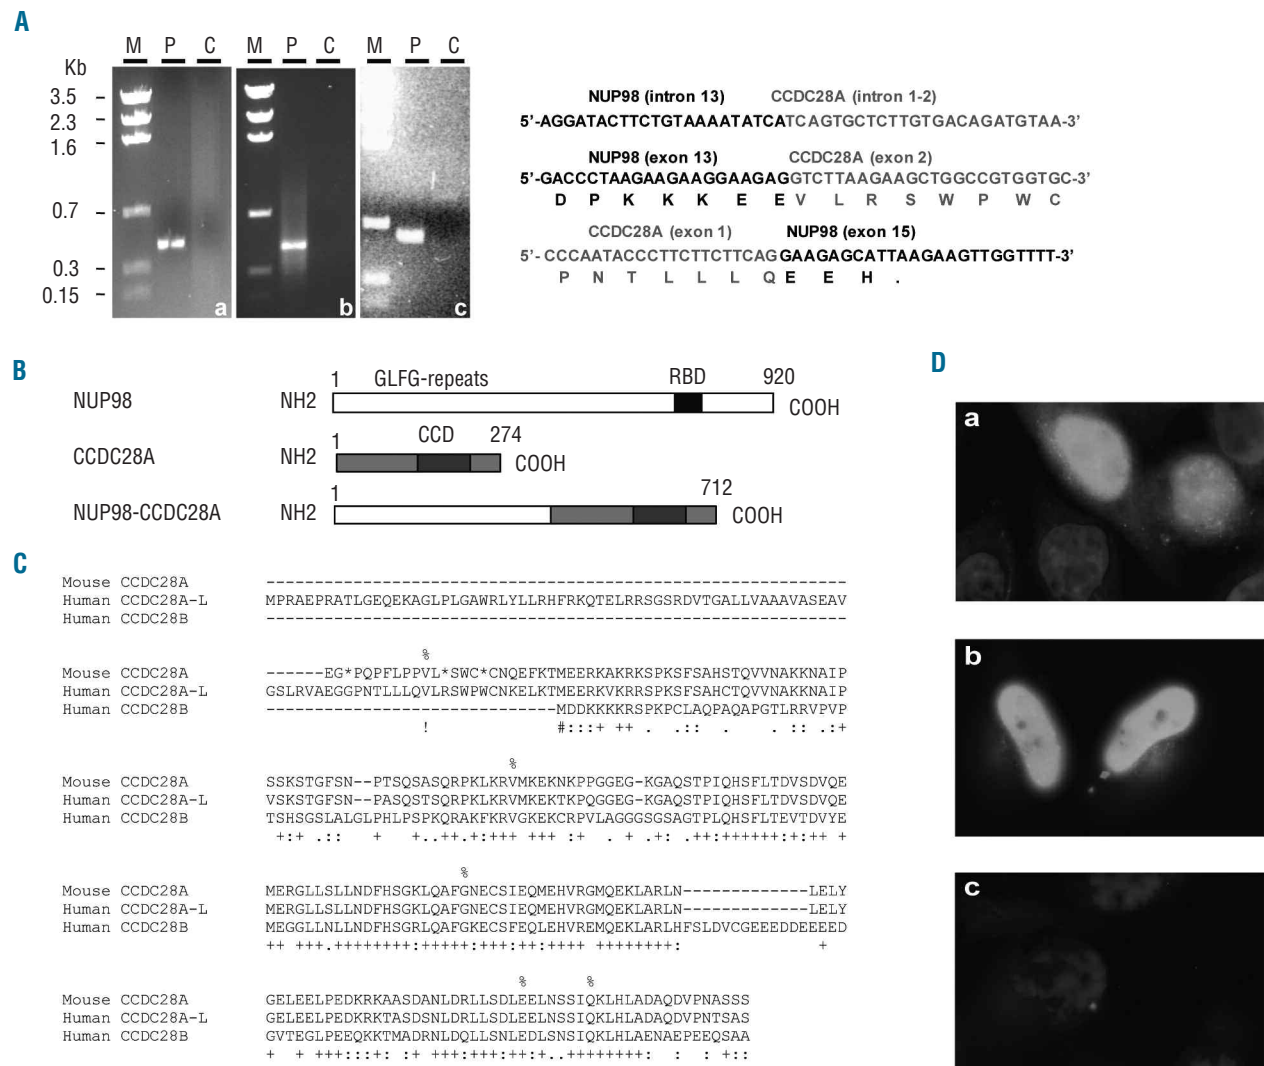 A
M P C M P C M P C
Kb
3.5
2.3
1.6
0.7
0.3
0.15
a b c
NUP98 (intron 13) CCDC28A (intron 1-2)
5'-AGGATACTTCTGTAAAATATCATCAGTGCTCTTGTGACAGATGTAA-3'
NUP98 (exon 13) CCDC28A (exon 2)
5'-GACCCTAAGAAGAAGGAAGAGGTCTTAAGAAGCTGGCCGTGGTGC-3'
D P K K K E E V L R S W P W C
CCDC28A (exon 1) NUP98 (exon 15)
5'- CCCAATACCCTTCTTCTTCAGGAAGAGCATTAAGAAGTTGGTTTT-3'
P N T L L L Q E E H .
B
1 GLFG-repeats RBD 920
NUP98 NH2 COOH
1 CCD 274
CCDC28A NH2 COOH
1 712
NUP98-CCDC28A NH2 COOH
C
Mouse CCDC28A ------------------------------------------------------------
Human CCDC28A-L MPRAEPRATLGEQEKAGLPLGAWRLYLLRHFRKQTELRRSGSRDVTGALLVAAAVASEAV
Human CCDC28B ------------------------------------------------------------
%
Mouse CCDC28A ------EG*PQPFLPPVL*SWC*CNQEFKTMEERKAKRKSPKSFSAHSTQVVNAKKNAIP
Human CCDC28A-L GSLRVAEGGPNTLLLQVLRSWPWCNKELKTMEERKVKRRSPKSFSAHCTQVVNAKKNAIP
Human CCDC28B ------------------------------MDDKKKKRSPKPCLAQPAQAPGTLRRVPVP
! #:::+ ++ . .:: . . :: .:+
%
Mouse CCDC28A SSKSTGFSN--PTSQSASQRPKLKRVMKEKNKPPGGEG-KGAQSTPIQHSFLTDVSDVQE
Human CCDC28A-L VSKSTGFSN--PASQSTSQRPKLKRVMKEKTKPQGGEG-KGAQSTPIQHSFLTDVSDVQE
Human CCDC28B TSHSGSLALGLPHLPSPKQRAKFKRVGKEKCRPVLAGGGSGSAGTPLQHSFLTEVTDVYE
+:+ .:: + +..++.+:+++ +++ :+ . + .+: .++:+++++++:++ +
%
Mouse CCDC28A MERGLLSLLNDFHSGKLQAFGNECSIEQMEHVRGMQEKLARLN-------------LELY
Human CCDC28A-L MERGLLSLLNDFHSGKLQAFGNECSIEQMEHVRGMQEKLARLN-------------LELY
Human CCDC28B MEGGLLNLLNDFHSGRLQAFGKECSFEQLEHVREMQEKLARLHFSLDVCGEEEDDEEEED
++ +++.++++++++:+++++:+++:++:++++ ++++++++: +
% %
Mouse CCDC28A GELEELPEDKRKAASDANLDRLLSDLEELNSSIQKLHLADAQDVPNASSS
Human CCDC28A-L GELEELPEDKRKTASDSNLDRLLSDLEELNSSIQKLHLADAQDVPNTSAS
Human CCDC28B GVTEGLPEEQKKTMADRNLDQLLSNLEDLSNSIQKLHLAENAEPEEQSAA
+ + +++:::+: :+ +++:+++:++:+..++++++++: : : +::
D
a
b
c